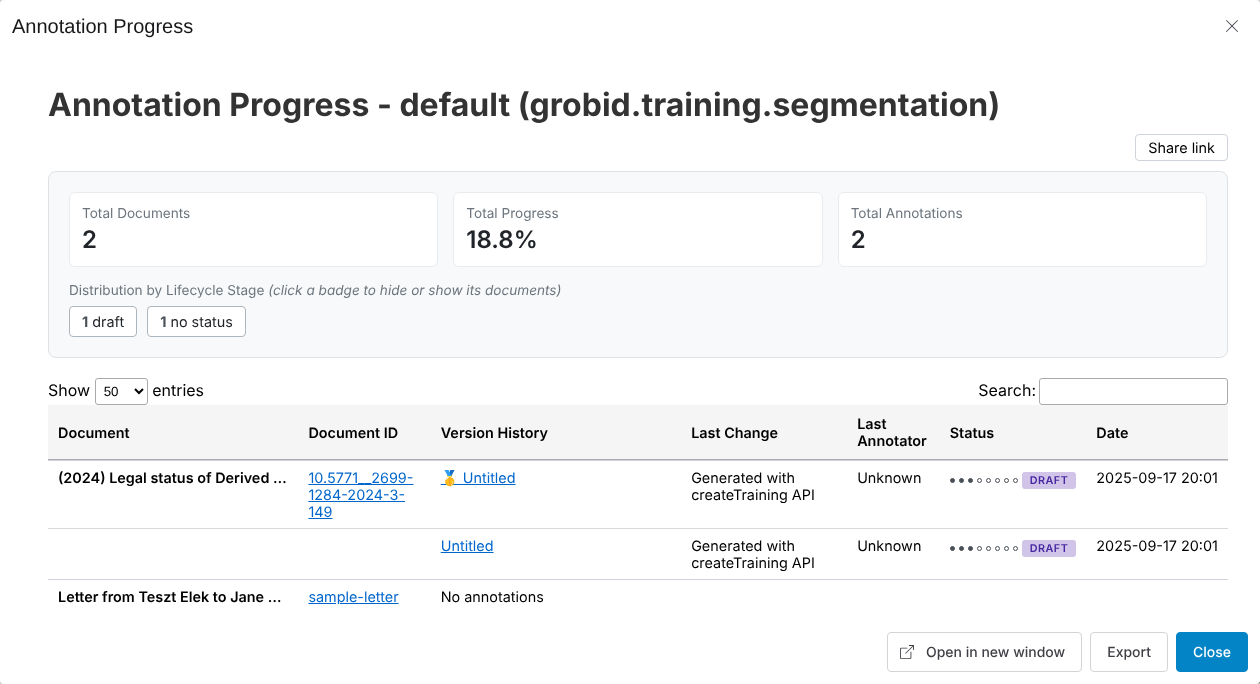 Annotation Progress
Annotation Progress - default (grobid.training.segmentation)
Share link
Total Documents
2
Total Progress
18.8%
Total Annotations
2
Distribution by Lifecycle Stage (click a badge to hide or show its documents)
1 draft
1 no status
Show 50 entries
Search:
Document
Document ID
Version History
Last Change
Last
Annotator
Status
Date
(2024) Legal status of Derived ...
10.5771__2699-
1284-2024-3-
149
🥇 Untitled
Generated with
createTraining API
Unknown
●●●○○○○○ DRAFT
2025-09-17 20:01
Untitled
Generated with
createTraining API
Unknown
●●●○○○○○ DRAFT
2025-09-17 20:01
Letter from Teszt Elek to Jane ...
sample-letter
No annotations
Open in new window
Export
Close